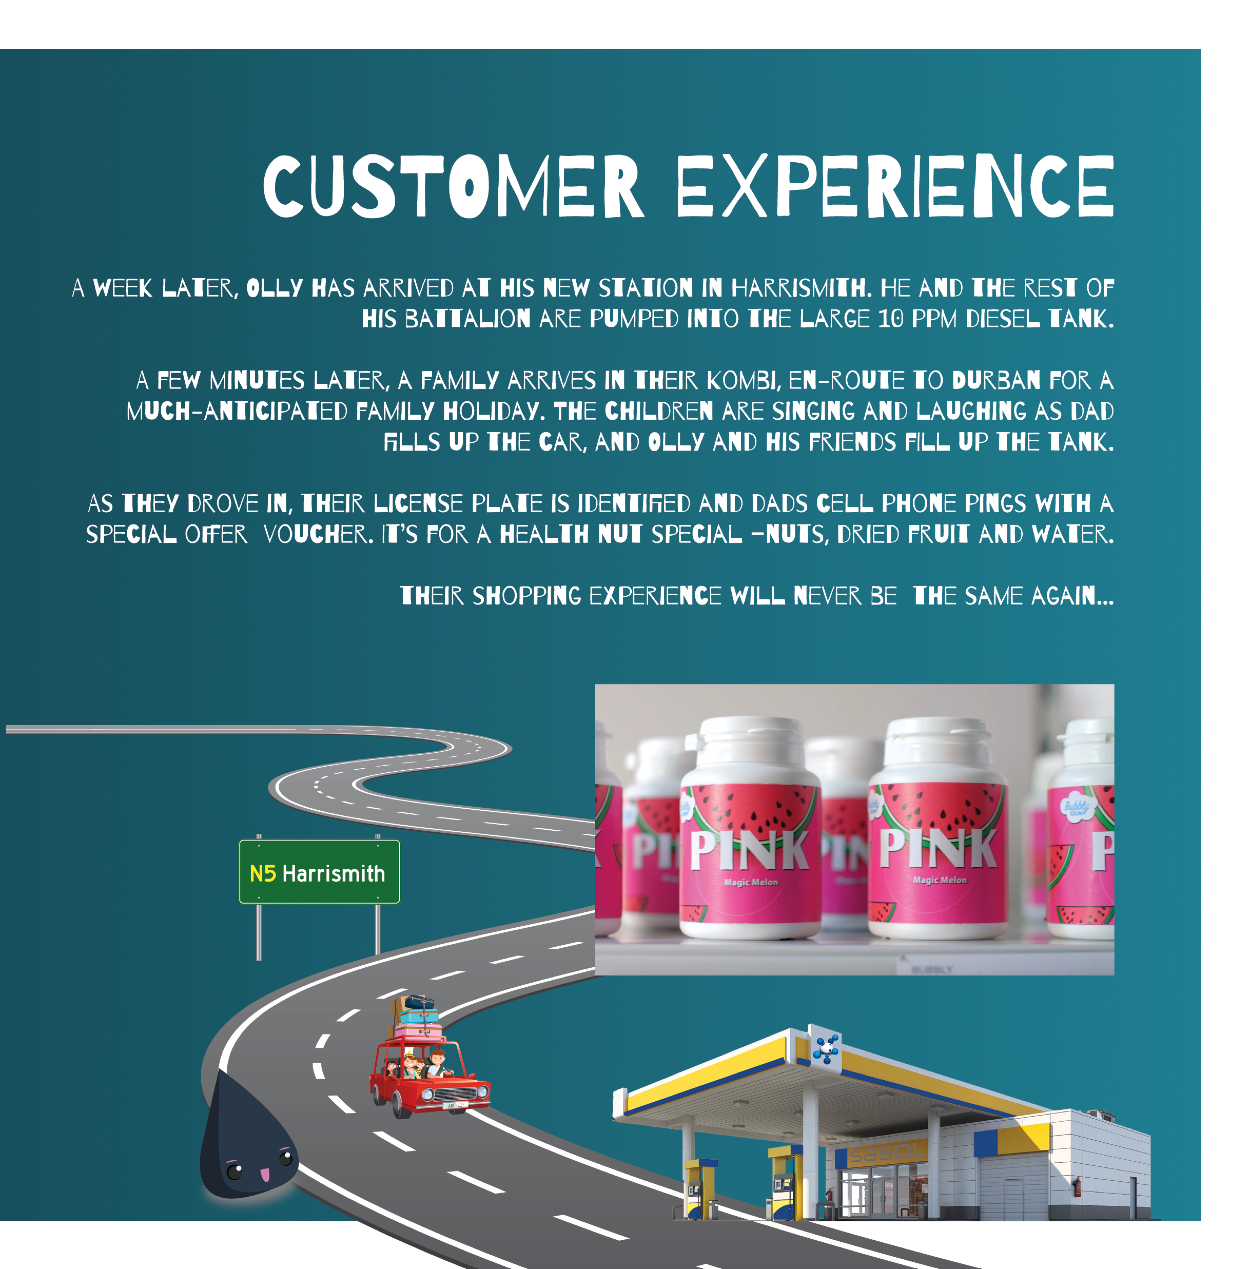 CUSTOMER EXPERIENCE
A WEEK LATER, OLLY HAS ARRIVED AT HIS NEW STATION IN HARRISMITH. HE AND THE REST OF
HIS BATTALION ARE PUMPED INTO THE LARGE 10 PPM DIESEL TANK.
A FEW MINUTES LATER, A FAMILY ARRIVES IN THEIR KOMBI, EN-ROUTE TO DURBAN FOR A
MUCH-ANTICIPATED FAMILY HOLIDAY. THE CHILDREN ARE SINGING AND LAUGHING AS DAD
FILLS UP THE CAR, AND OLLY AND HIS FRIENDS FILL UP THE TANK.
AS THEY DROVE IN, THEIR LICENSE PLATE IS IDENTIFIED AND DADS CELL PHONE PINGS WITH A
SPECIAL OFFER VOUCHER. IT'S FOR A HEALTH NUT SPECIAL -NUTS, DRIED FRUIT AND WATER.
THEIR SHOPPING EXPERIENCE WILL NEVER BE THE SAME AGAIN...
N5 Harrismith
PINK
Magic Melon
PINK
Magic Melon
Bubbly
BUBBLY
sasol